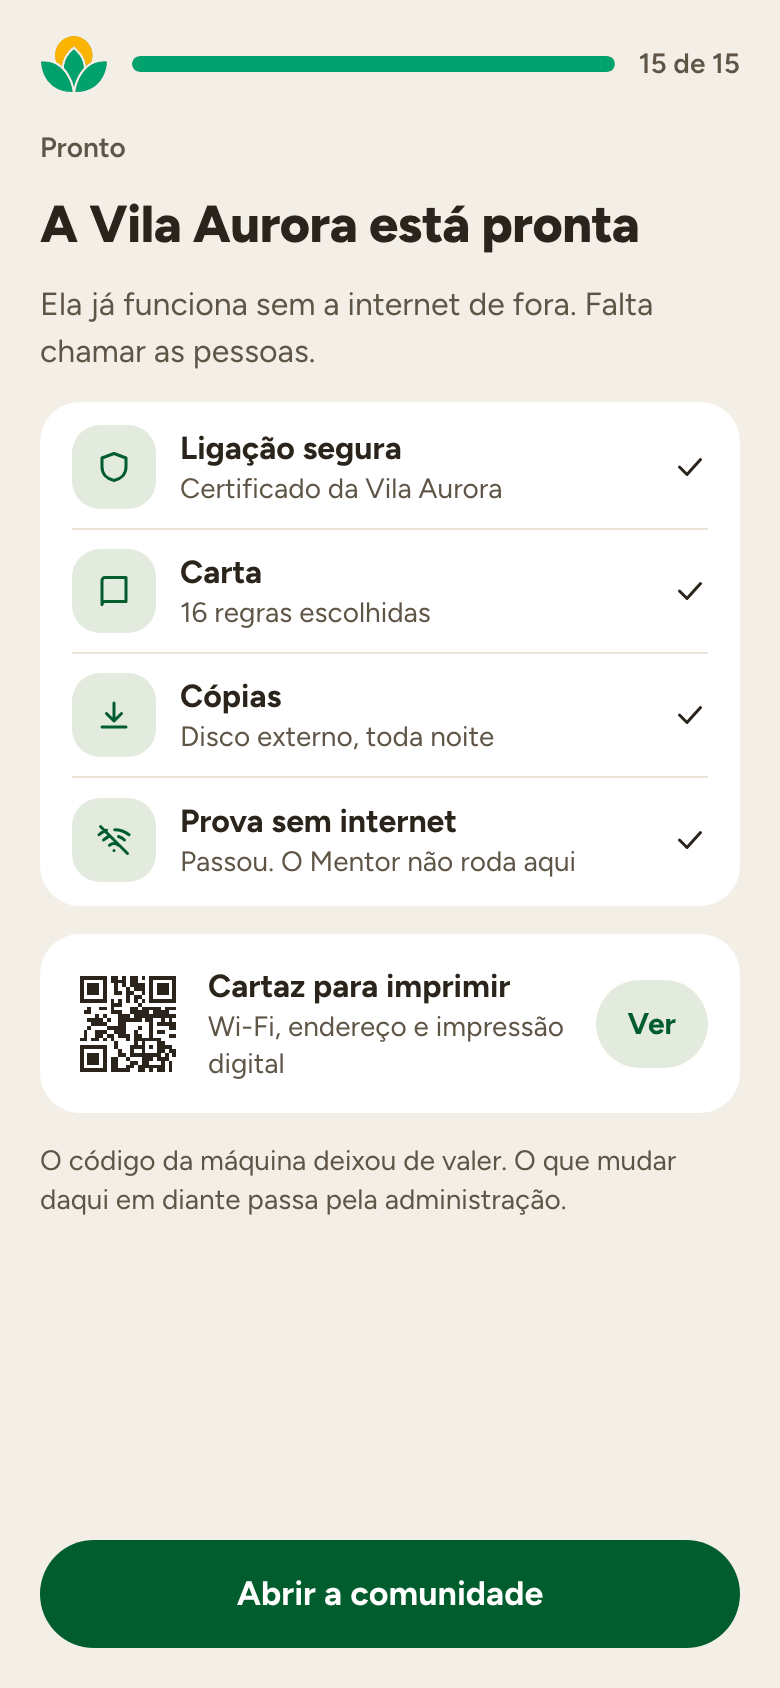 15 de 15
Pronto
A Vila Aurora está pronta
Ela já funciona sem a internet de fora. Falta
chamar as pessoas.
Ligação segura
Certificado da Vila Aurora
Carta
16 regras escolhidas
Cópias
Disco externo, toda noite
Prova sem internet
Passou. O Mentor não roda aqui
Cartaz para imprimir
Wi-Fi, endereço e impressão
digital
Ver
O código da máquina deixou de valer. O que mudar
daqui em diante passa pela administração.
Abrir a comunidade